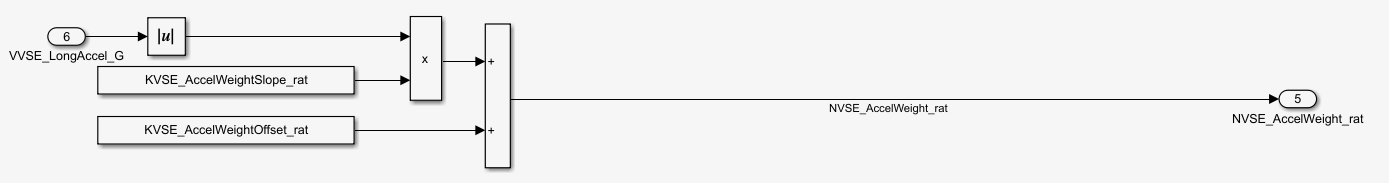 6
VVSE_LongAccel_G
|u|
KVSE_AccelWeightSlope_rat
x
KVSE_AccelWeightOffset_rat
+
+
NVSE_AccelWeight_rat
5
NVSE_AccelWeight_rat